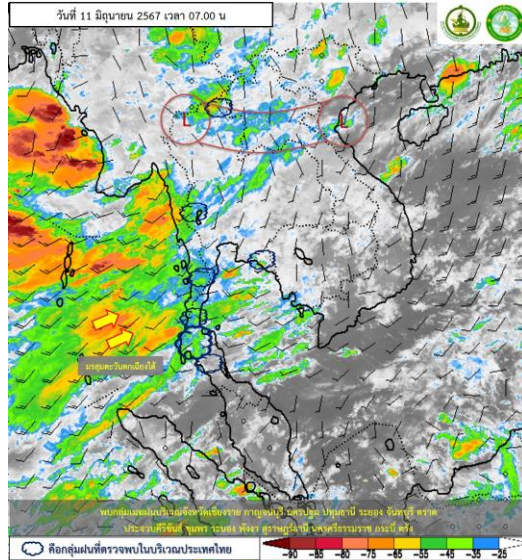 วันที่ 11 มิถุนายน 2567 เวลา 07.00 น
L L
มรสุมตะวันตกเฉียงใต้
พบกลุ่มเมฆฝนบริเวณจังหวัดเชียงราย กาญจนบุรี นครปฐม ปทุมธานี ระยอง จันทบุรี ตราด
ประจวบคีรีขันธ์ ชุมพร ระนอง พังงา สุราษฎร์ธานี นครศรีธรรมราช กระบี่ ตรัง
คือกลุ่มฝนที่ตรวจพบในบริเวณประเทศไทย
-90 -85 -80 -75 -65 -55 -45 -35 -25